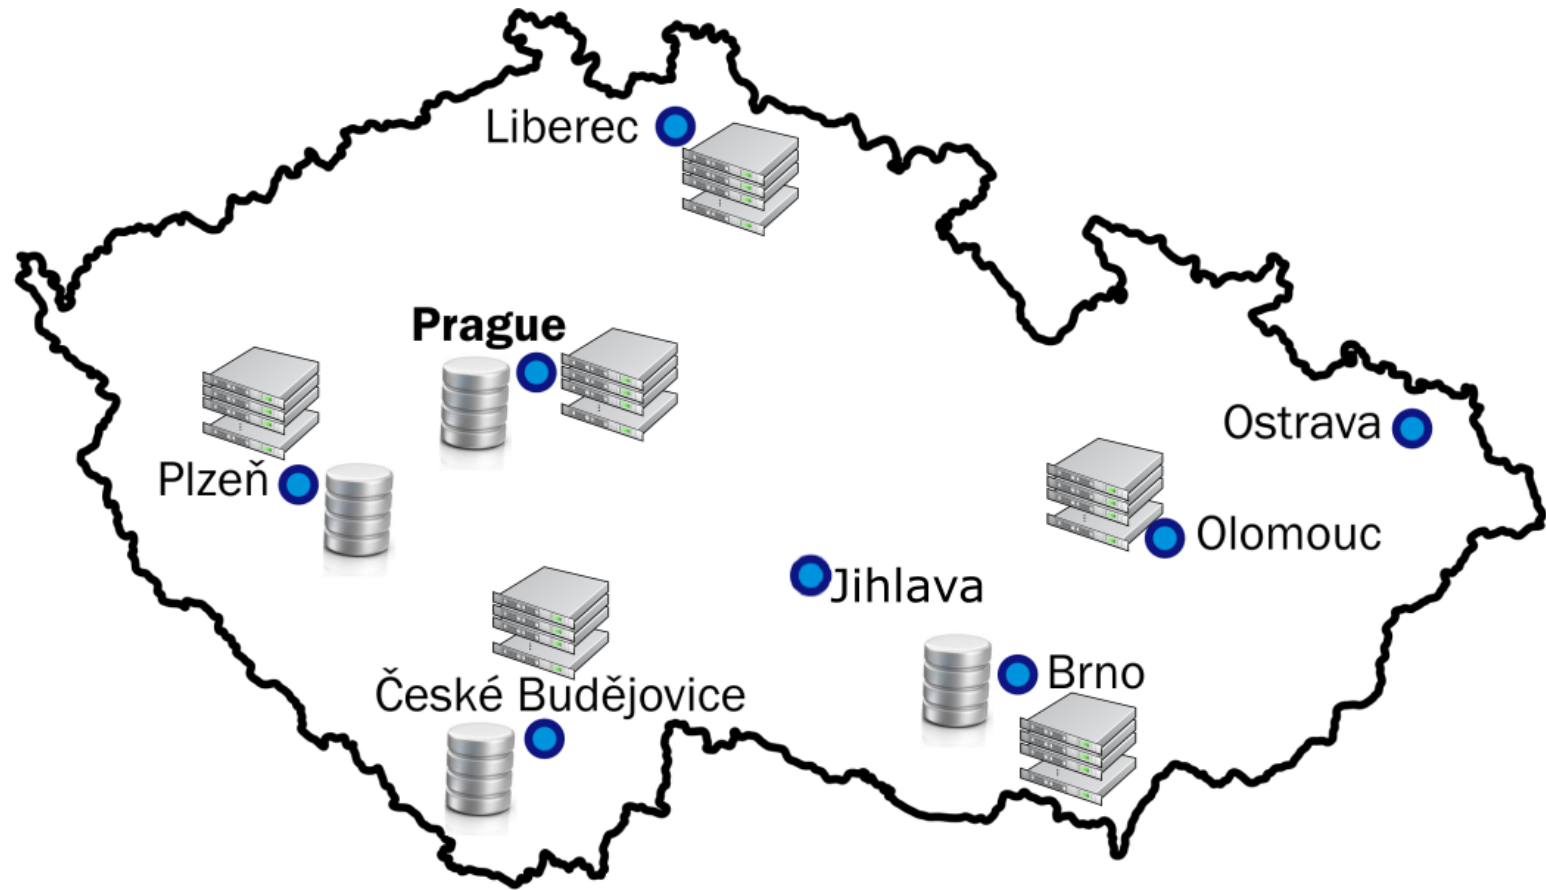 Liberec
Prague
Ostrava
Plzeň
Olomouc
Jihlava
Brno
České Budějovice